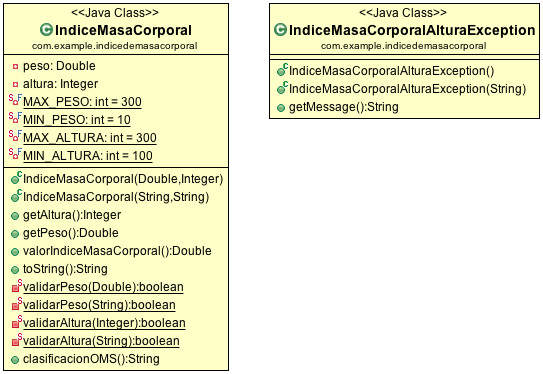 <<Java Class>>
IndiceMasaCorporal
com.example.indicedemasacorporal
peso: Double
altura: Integer
MAX_PESO: int = 300
MIN_PESO: int = 10
MAX_ALTURA: int = 300
MIN_ALTURA: int = 100
IndiceMasaCorporal(Double,Integer)
IndiceMasaCorporal(String,String)
getAltura():Integer
getPeso():Double
valorIndiceMasaCorporal():Double
toString():String
validarPeso(Double):boolean
validarPeso(String):boolean
validarAltura(Integer):boolean
validarAltura(String):boolean
clasificacionOMS():String
<<Java Class>>
IndiceMasaCorporalAlturaException
com.example.indicedemasacorporal
IndiceMasaCorporalAlturaException()
IndiceMasaCorporalAlturaException(String)
getMessage():String